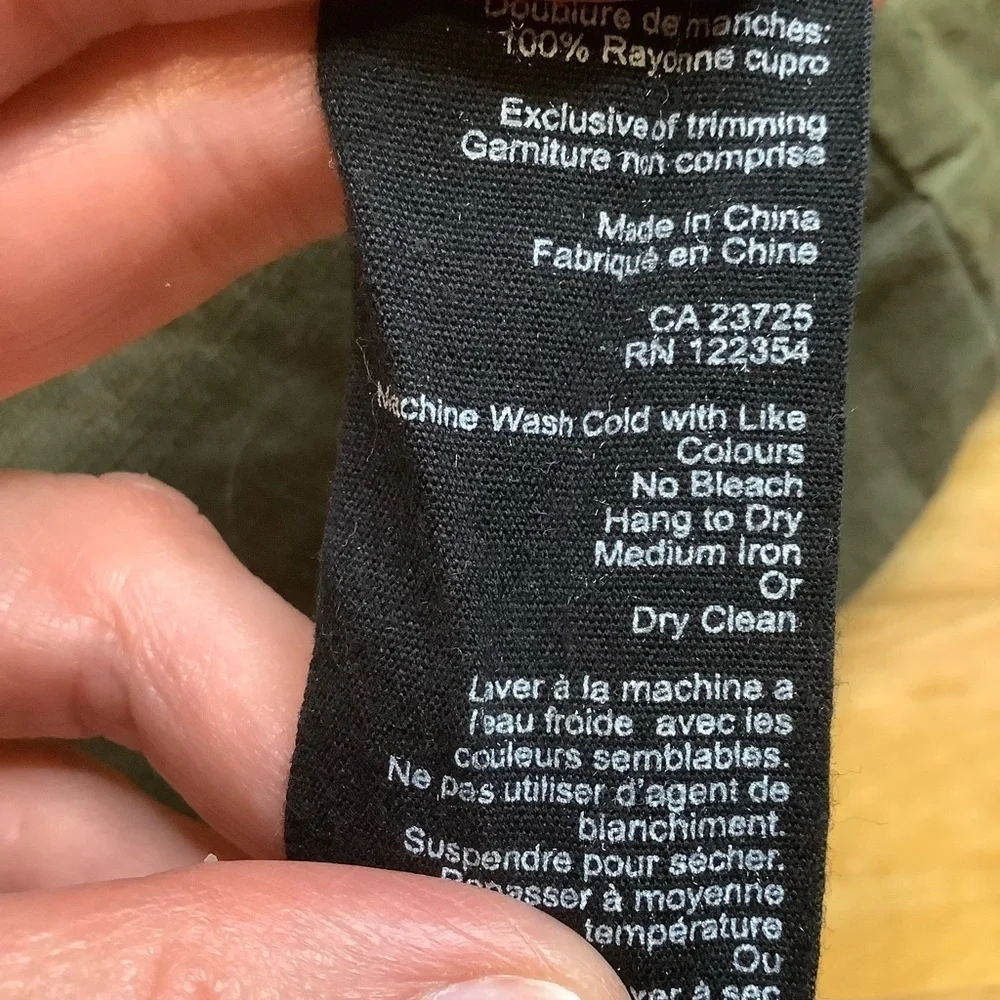 Doublure de manches:
100% Rayonne cupro
Exclusive of trimming
Garniture non comprise
Made in China
Fabriqué en Chine
CA 23725
RN 122354
Machine Wash Cold with Like
Colours
No Bleach
Hang to Dry
Medium Iron
Or
Dry Clean
Laver à la machine a
l'eau froide avec les
couleurs semblables.
Ne pas utiliser d'agent de
blanchiment.
Suspendre pour sécher.
Repasser à moyenne
température
Ou
à sec